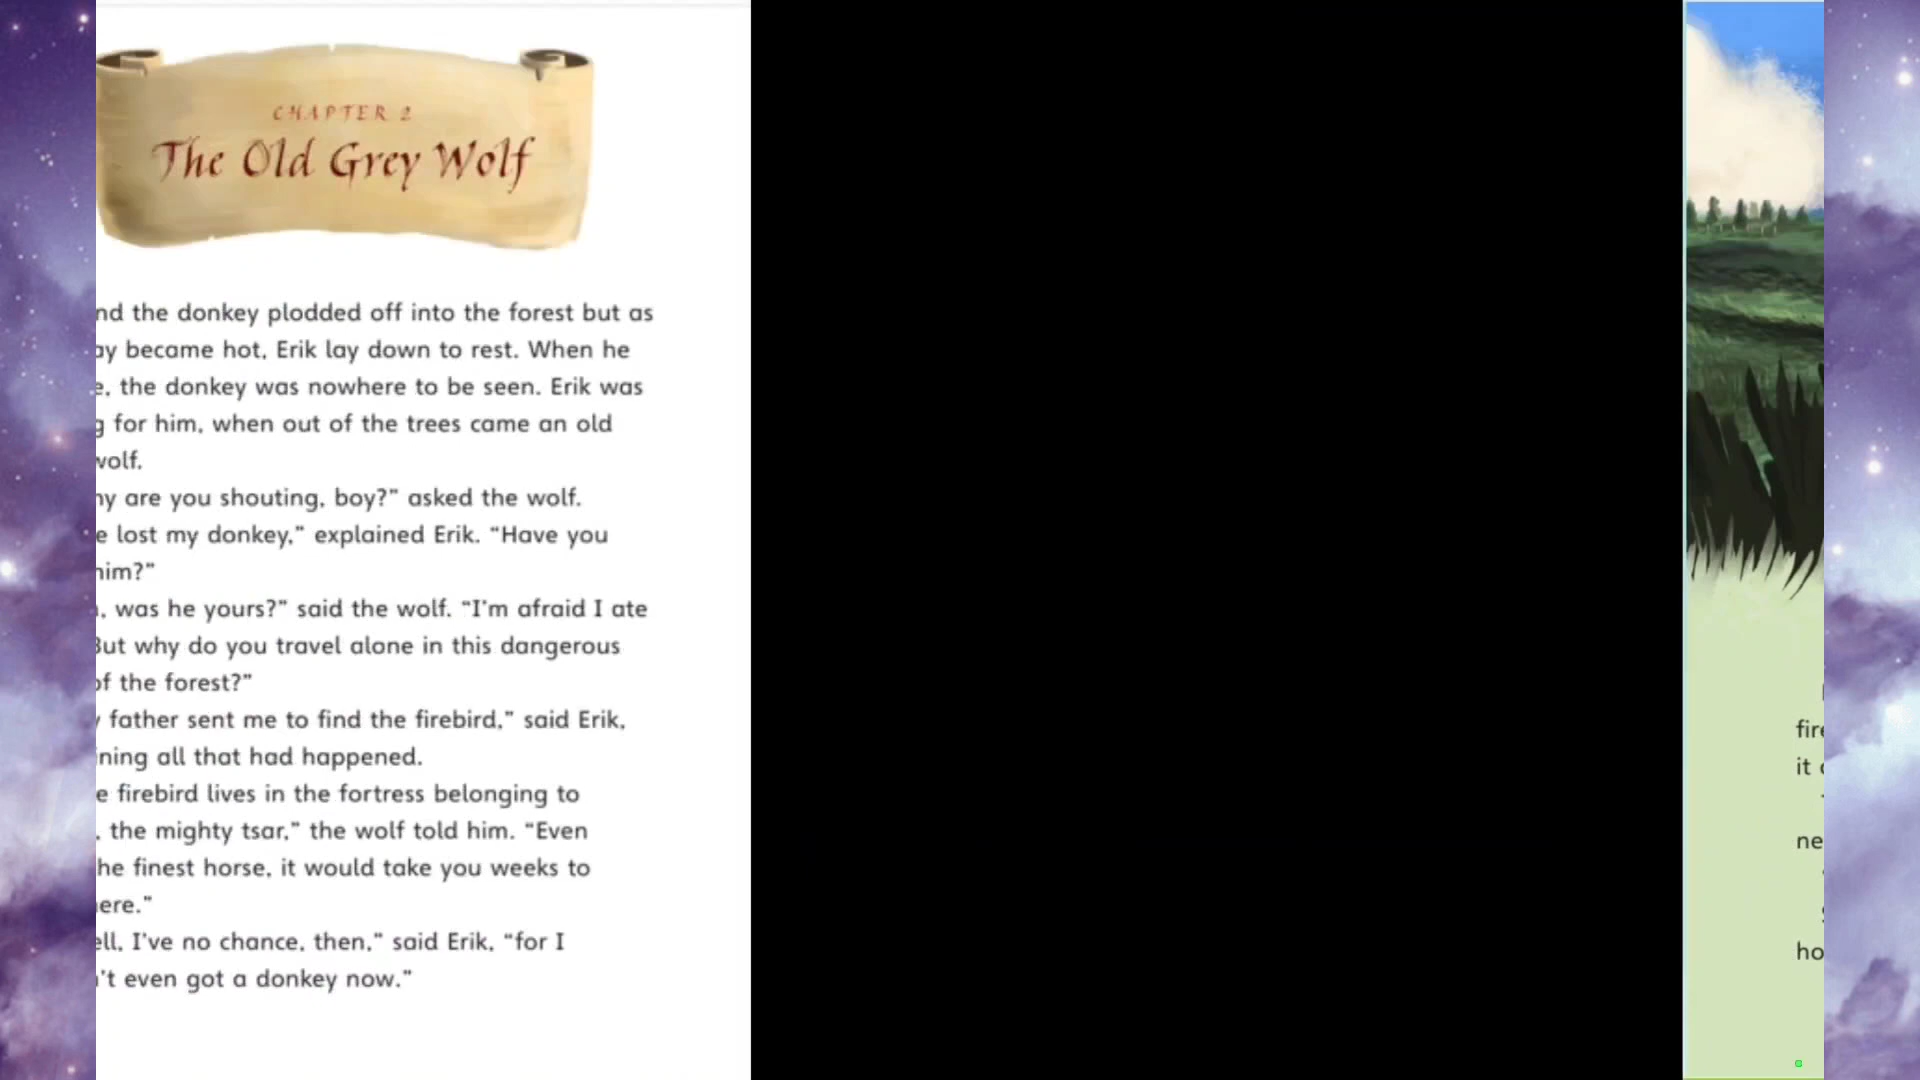 CHAPTER 2
The Old Grey Wolf
nd the donkey plodded off into the forest but as
ay became hot, Erik lay down to rest. When he
e, the donkey was nowhere to be seen. Erik was
g for him, when out of the trees came an old
wolf.
hy are you shouting, boy?” asked the wolf.
e lost my donkey,” explained Erik. “Have you
him?”
, was he yours?” said the wolf. “I'm afraid I ate
But why do you travel alone in this dangerous
of the forest?”
y father sent me to find the firebird,” said Erik,
ining all that had happened.
e firebird lives in the fortress belonging to
, the mighty tsar,” the wolf told him. “Even
he finest horse, it would take you weeks to
ere.”
ell, I've no chance, then,” said Erik, “for I
't even got a donkey now.”
fire
it
ne
ho